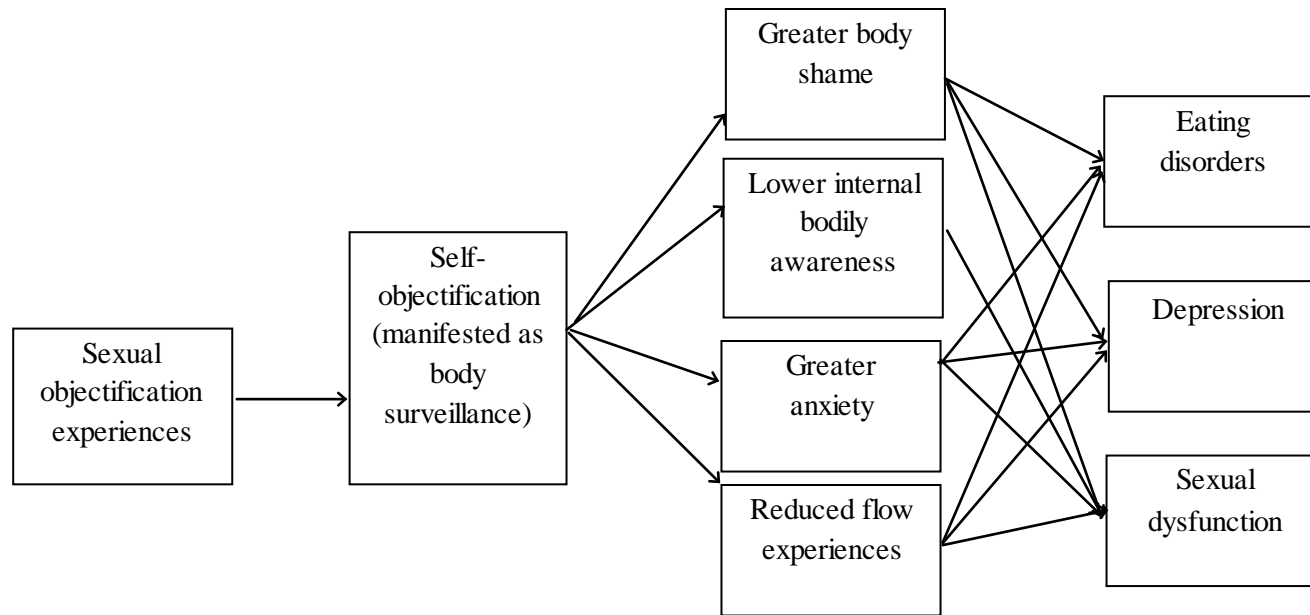 Sexual
objectification
experiences
Self-
objectification
(manifested as
body
surveillance)
Greater body
shame
Lower internal
bodily
awareness
Greater
anxiety
Reduced flow
experiences
Eating
disorders
Depression
Sexual
dysfunction